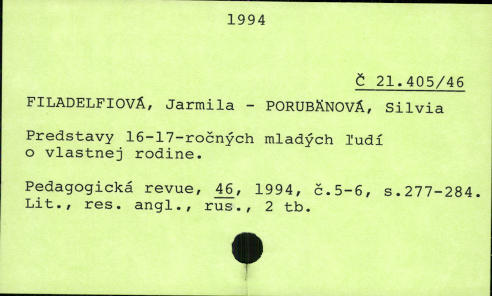 1994
Č 21.405/46
FILADELFIOVÁ, Jarmila - PORUBÄNOVÁ, Silvia
Predstavy 16-17-ročných mladých ľudí
o vlastnej rodine.
Pedagogická revue, 46, 1994, č.5-6, s.277-284.
Lit., res. angl., rus., 2 tb.